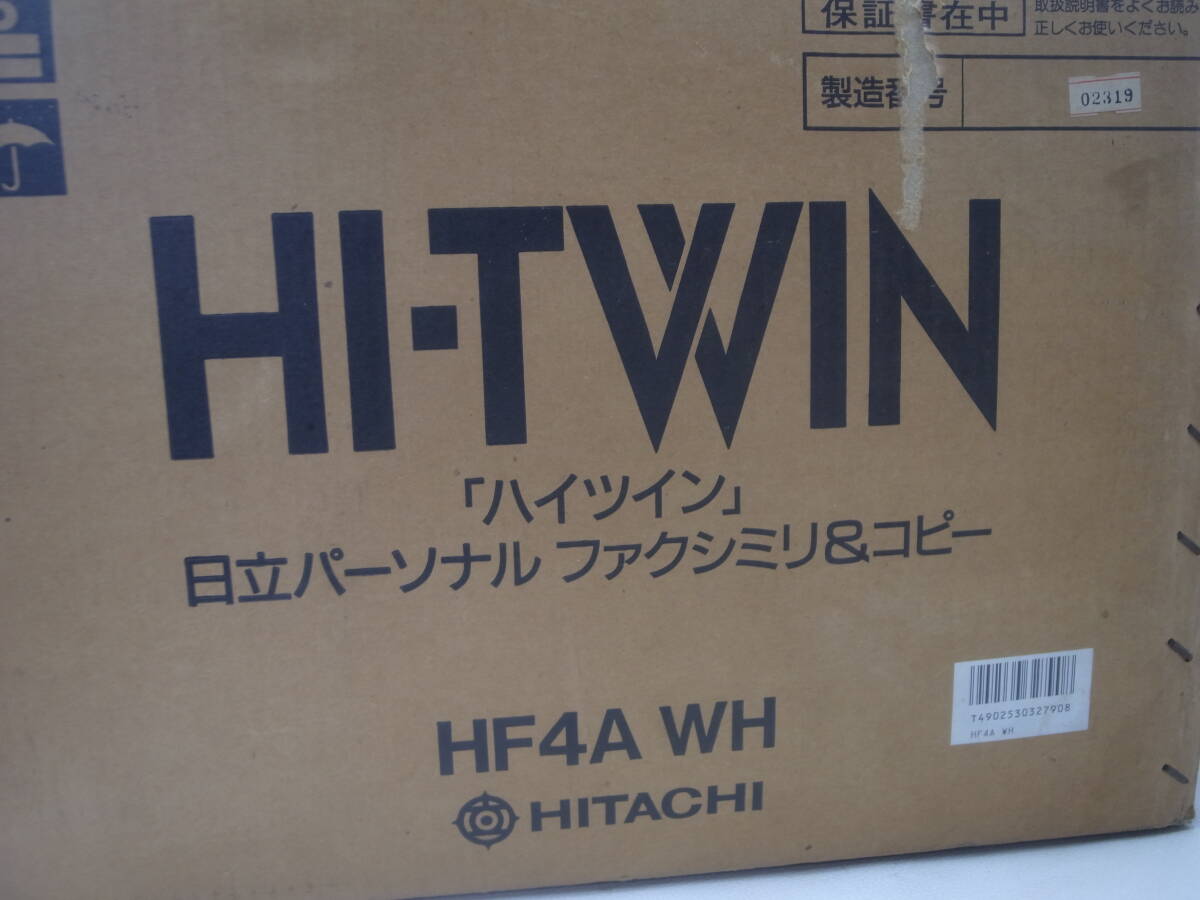 保証書在中
取扱説明書をよくお読み
正しくお使いください。
製造番号
02319
HI-TWIN
「ハイツイン」
日立パーソナル ファクシミリ&コピー
T4902530327908
HF4A WH
HF4A WH
HITACHI